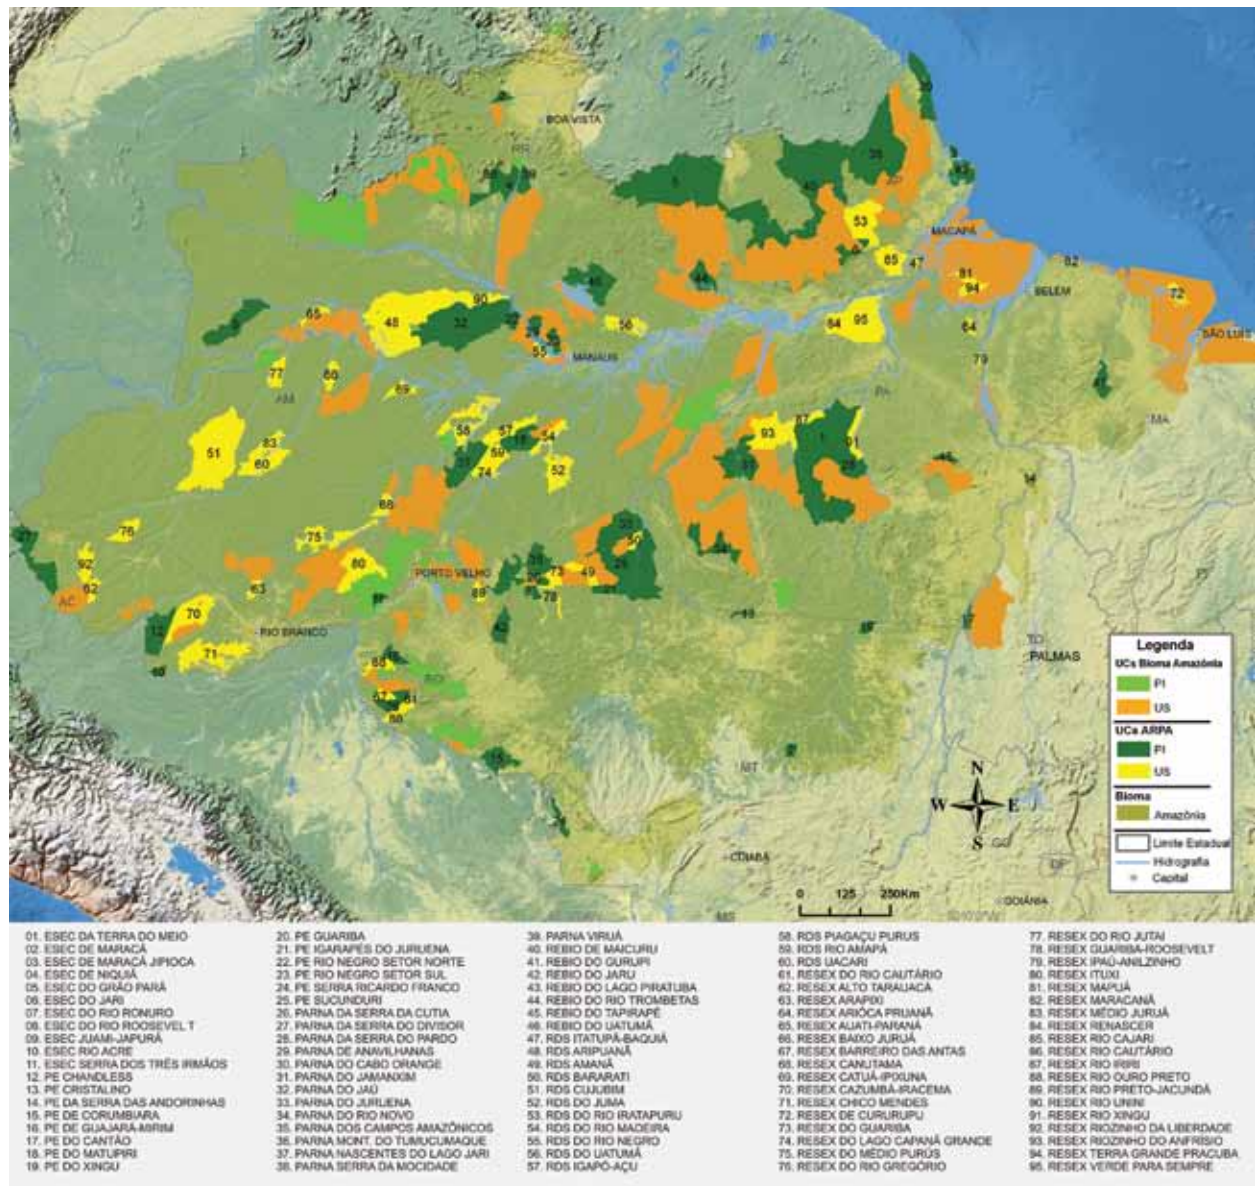 BOA VISTA
RR
AP
MACAPÁ
BELÉM
SÃO LUIS
MANAUS
AM
PA
MA
PORTO VELHO
AC
RIO BRANCO
RO
TO
PALMAS
MT
CUIABÁ
GO
DF
GOIÂNIA
MS
N
W
E
S
0 125 250Km
Legenda
UCs Bioma Amazônia
PI
US
UCs ARPA
PI
US
Bioma
Amazônia
Limite Estadual
Hidrografia
Capital
01. ESEC DA TERRA DO MEIO
02. ESEC DE MARACÁ
03. ESEC DE MARACÁ JIPIOCA
04. ESEC DE NIQUIÁ
05. ESEC DO GRÃO PARÁ
06. ESEC DO JARI
07. ESEC DO RIO RONURO
08. ESEC DO RIO ROOSEVEL T
09. ESEC JUAMI-JAPURÁ
10. ESEC RIO ACRE
11. ESEC SERRA DOS TRÊS IRMÃOS
12. PE CHANDLESS
13. PE CRISTALINO
14. PE DA SERRA DAS ANDORINHAS
15. PE DE CORUMBIARA
16. PE DE GUAJARÁ-MIRIM
17. PE DO CANTÃO
18. PE DO MATUPIRI
19. PE DO XINGU
20. PE GUARIBA
21. PE IGARAPÉS DO JURUENA
22. PE RIO NEGRO SETOR NORTE
23. PE RIO NEGRO SETOR SUL
24. PE SERRA RICARDO FRANCO
25. PE SUCUNDURI
26. PARNA DA SERRA DA CUTIA
27. PARNA DA SERRA DO DIVISOR
28. PARNA DA SERRA DO PARDO
29. PARNA DE ANAVILHANAS
30. PARNA DO CABO ORANGE
31. PARNA DO JAMANXIM
32. PARNA DO JAÚ
33. PARNA DO JURUENA
34. PARNA DO RIO NOVO
35. PARNA DOS CAMPOS AMAZÔNICOS
36. PARNA MONT. DO TUMUCUMAQUE
37. PARNA NASCENTES DO LAGO JARI
38. PARNA SERRA DA MOCIDADE
39. PARNA VIRUÁ
40. REBIO DE MAICURU
41. REBIO DO GURUPI
42. REBIO DO JARU
43. REBIO DO LAGO PIRATUBA
44. REBIO DO RIO TROMBETAS
45. REBIO DO TAPIRAPÉ
46. REBIO DO UATUMÃ
47. RDS ITATUPÃ-BAQUIÁ
48. RDS ARIPUANÃ
49. RDS AMANÃ
50. RDS BARARATI
51. RDS CUJUBIM
52. RDS DO JUMA
53. RDS DO RIO IRATAPURU
54. RDS DO RIO MADEIRA
55. RDS DO RIO NEGRO
56. RDS DO UATUMÃ
57. RDS IGAPÓ-AÇU
58. RDS PIAGAÇU PURUS
59. RDS RIO AMAPÁ
60. RDS UACARI
61. RESEX DO RIO CAUTÁRIO
62. RESEX ALTO TARAUACÁ
63. RESEX ARAPIXI
64. RESEX ARIÓCA PRUANÃ
65. RESEX AUATI-PARANÁ
66. RESEX BAIXO JURUÁ
67. RESEX BARREIRO DAS ANTAS
68. RESEX CANUTAMA
69. RESEX CATUÁ-IPIXUNA
70. RESEX CAZUMBÁ-IRACEMA
71. RESEX CHICO MENDES
72. RESEX DE CURURUPU
73. RESEX DO GUARIBA
74. RESEX DO LAGO CAPANÃ GRANDE
75. RESEX DO MÉDIO PURÚS
76. RESEX DO RIO GREGÓRIO
77. RESEX DO RIO JUTAI
78. RESEX GUARIBA-ROOSEVELT
79. RESEX IPAÚ-ANILZINHO
80. RESEX ITUXI
81. RESEX MAPUÁ
82. RESEX MARACANÃ
83. RESEX MÉDIO JURUÁ
84. RESEX RENASCER
85. RESEX RIO CAJARI
86. RESEX RIO CAUTÁRIO
87. RESEX RIO IRIRI
88. RESEX RIO OURO PRETO
89. RESEX RIO PRETO-JACUNDÁ
90. RESEX RIO UNINI
91. RESEX RIO XINGU
92. RESEX RIOZINHO DA LIBERDADE
93. RESEX RIOZINHO DO ANFRÍSIO
94. RESEX TERRA GRANDE PRACUBA
95. RESEX VERDE PARA SEMPRE